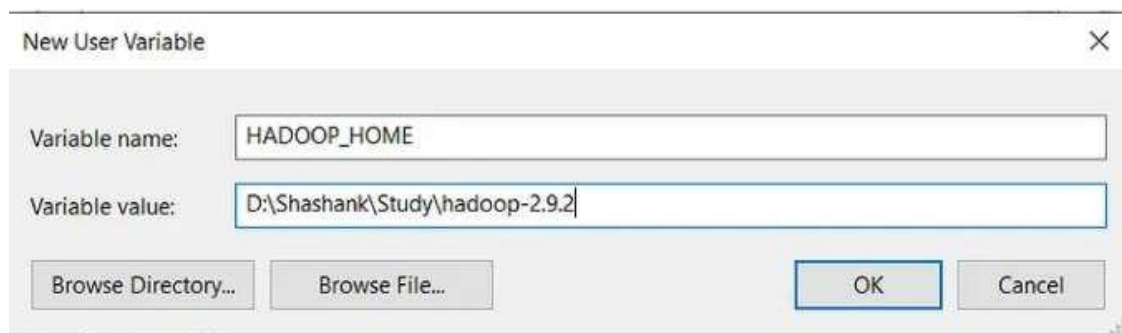 New User Variable
Variable name:
HADOOP_HOME
Variable value:
D:\Shashank\Study\hadoop-2.9.2
Browse Directory...
Browse File...
OK
Cancel